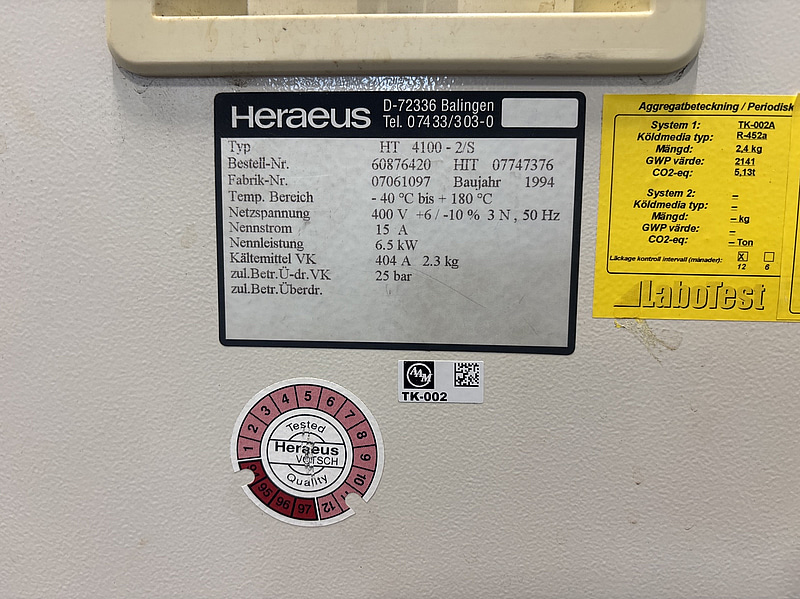 Heraeus
D-72336 Balingen
Tel. 07433/303-0
Typ HT 4100 - 2/S
Bestell-Nr. 60876420 HIT 07747376
Fabrik-Nr. 07061097 Baujahr 1994
Temp. Bereich - 40 °C bis + 180 °C
Netzspannung 400 V +6/-10 % 3 N, 50 Hz
Nennstrom 15 A
Nennleistung 6.5 kW
Kältemittel VK 404 A 2.3 kg
zul.Betr.Ü-dr.VK 25 bar
zul.Betr.Überdr.
Aggregatbeteckning / Periodisk
System 1: TK-002A
Köldmedia typ: R-452a
Mängd: 2,4 kg
GWP värde: 2141
CO2-eq: 5,13t
System 2: –
Köldmedia typ: –
Mängd: – kg
GWP värde: –
CO2-eq: – Ton
Läckage kontroll intervall (månader): X
12 6
LaboTest
AAM
TK-002
1 2 3 4 5 6 7 8 9 10 11 12
95 96 97
Tested
Heraeus
VÖTSCH
Quality